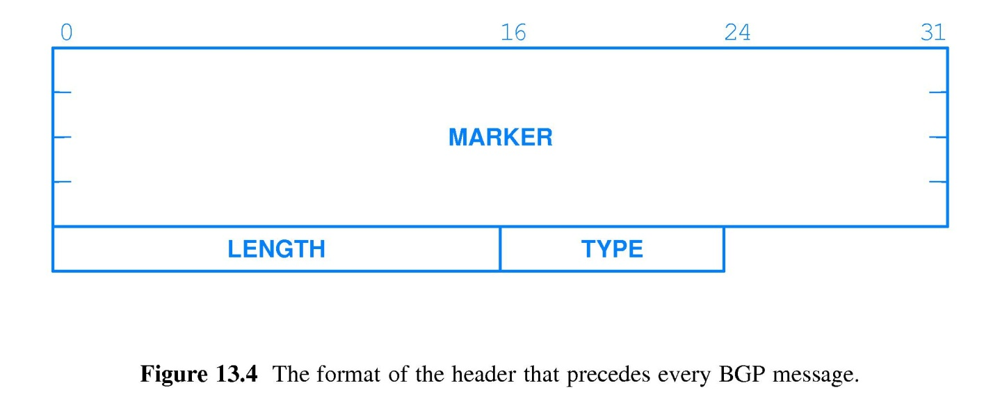 0 16 24 31
MARKER
LENGTH TYPE
Figure 13.4 The format of the header that precedes every BGP message.